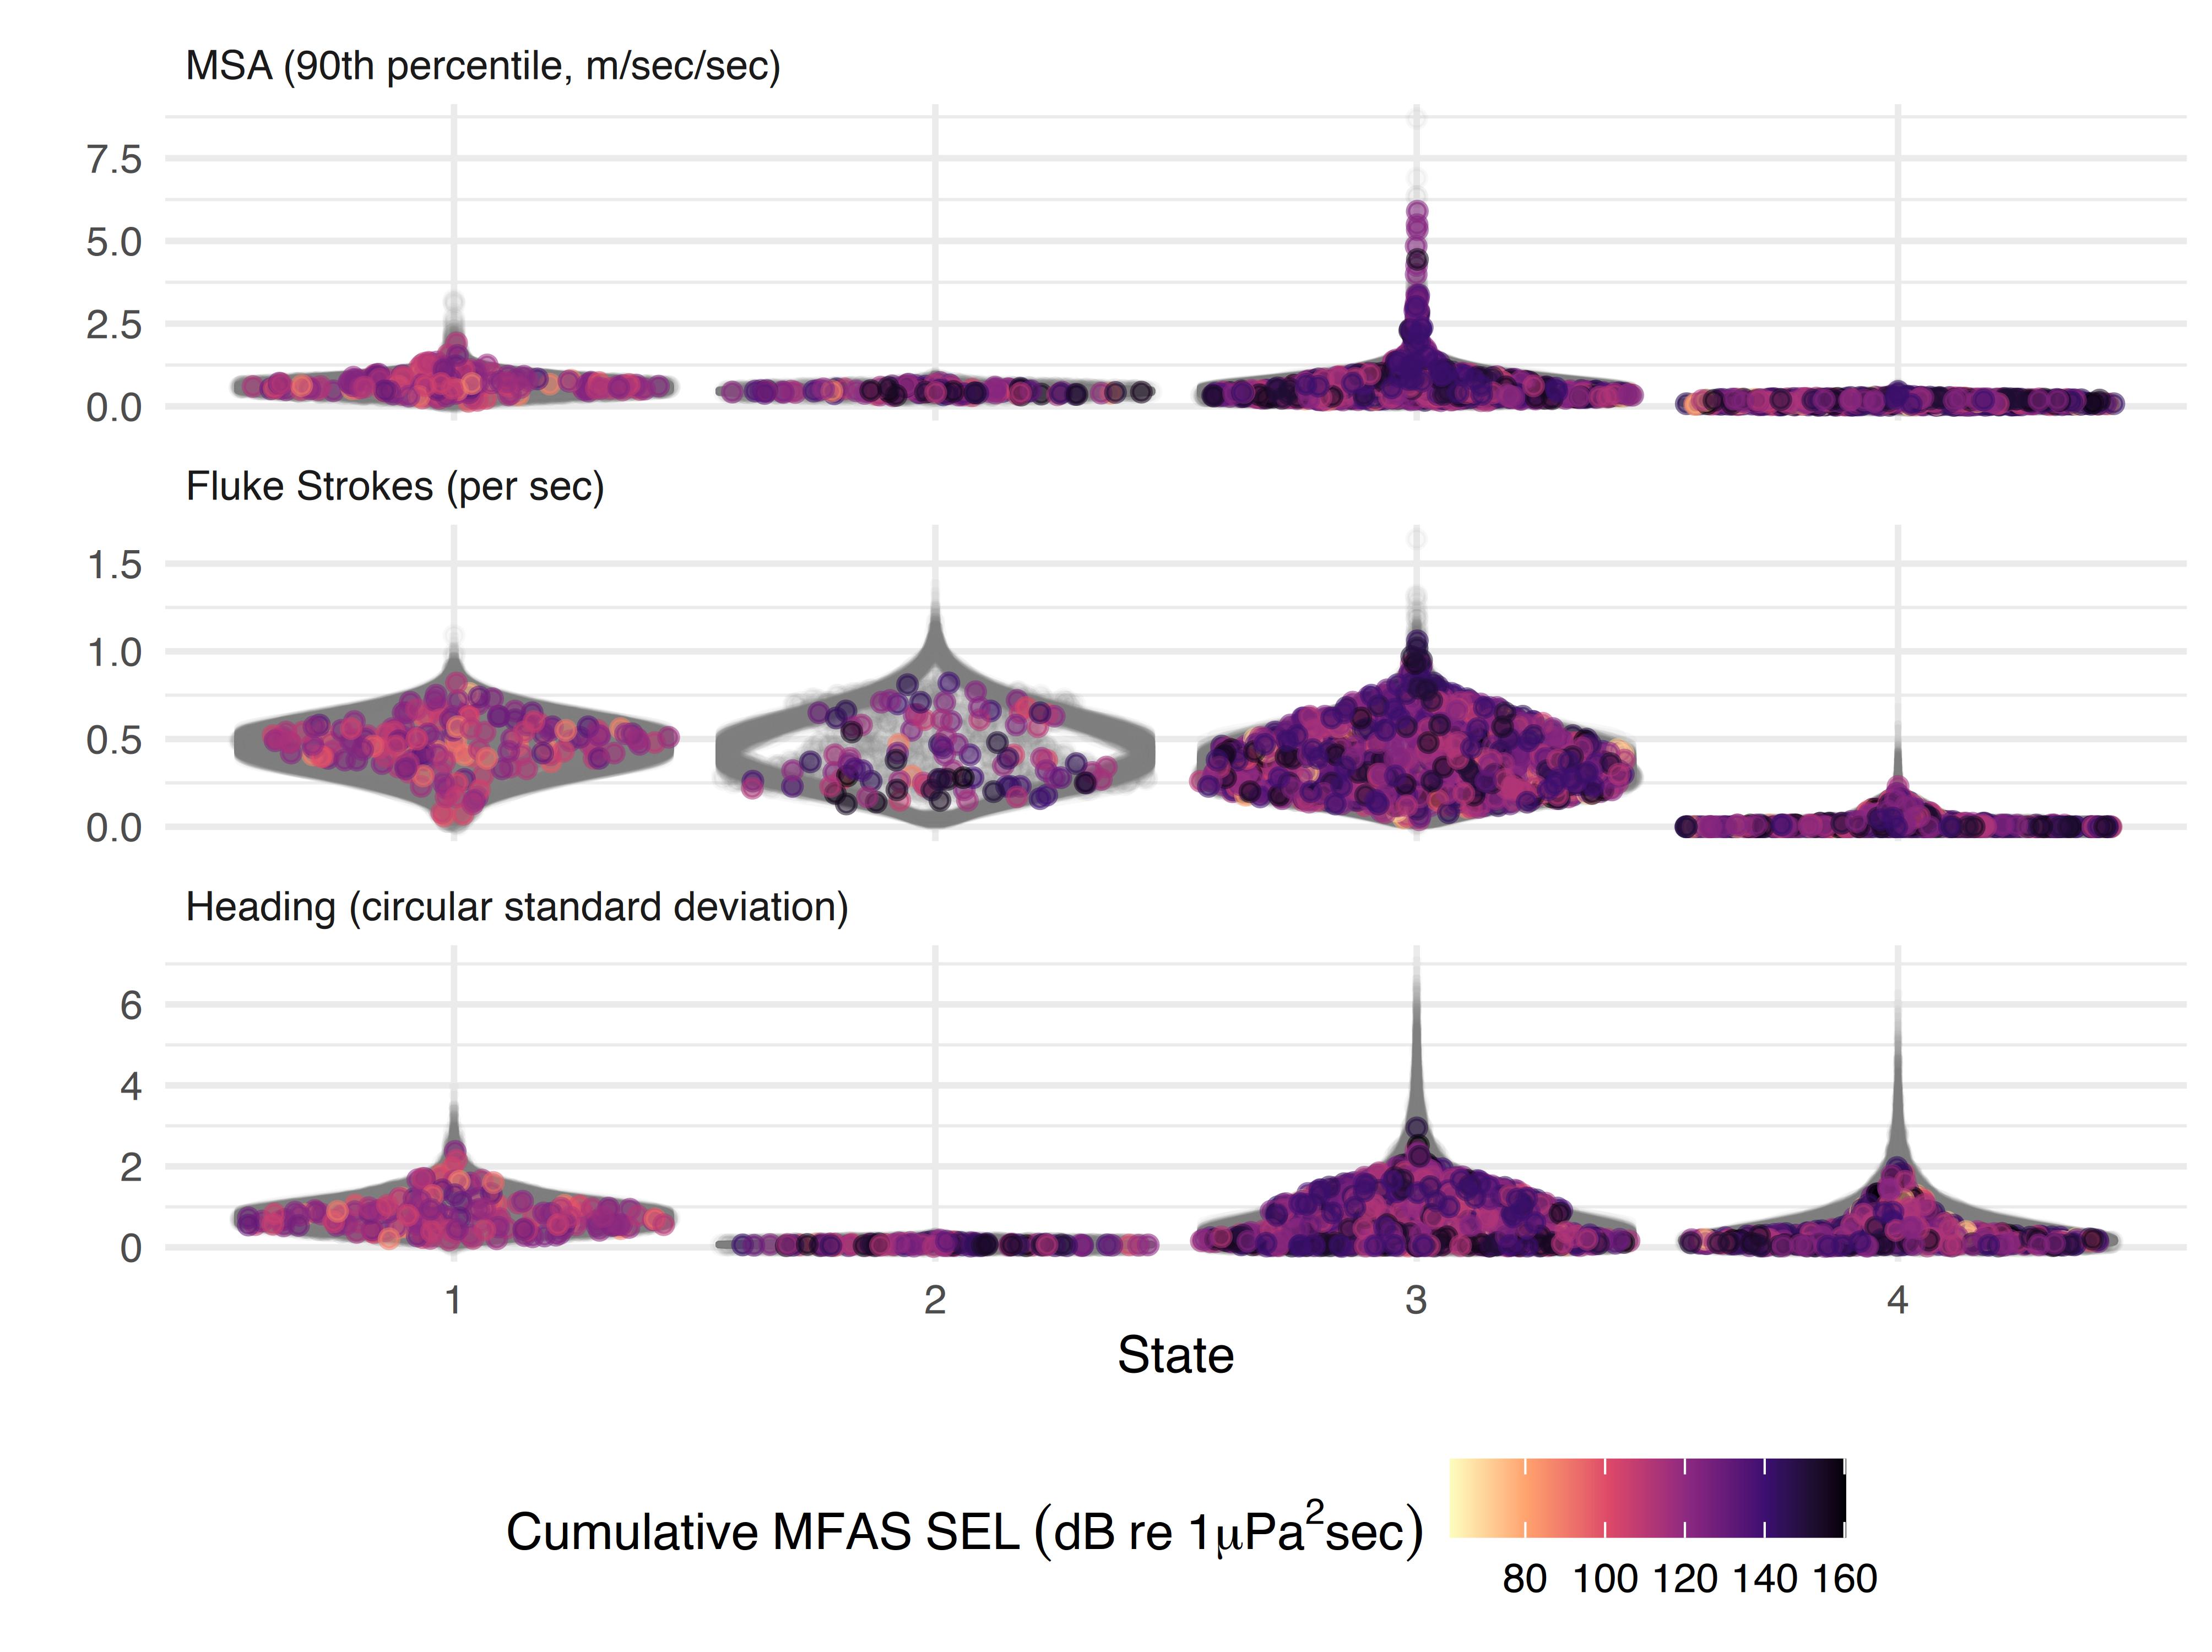 MSA (90th percentile, m/sec/sec)
7.5
5.0
2.5
0.0
Fluke Strokes (per sec)
1.5
1.0
0.5
0.0
Heading (circular standard deviation)
6
4
2
0
1 2 3 4
State
Cumulative MFAS SEL (dB re 1μPa²sec)
80 100 120 140 160